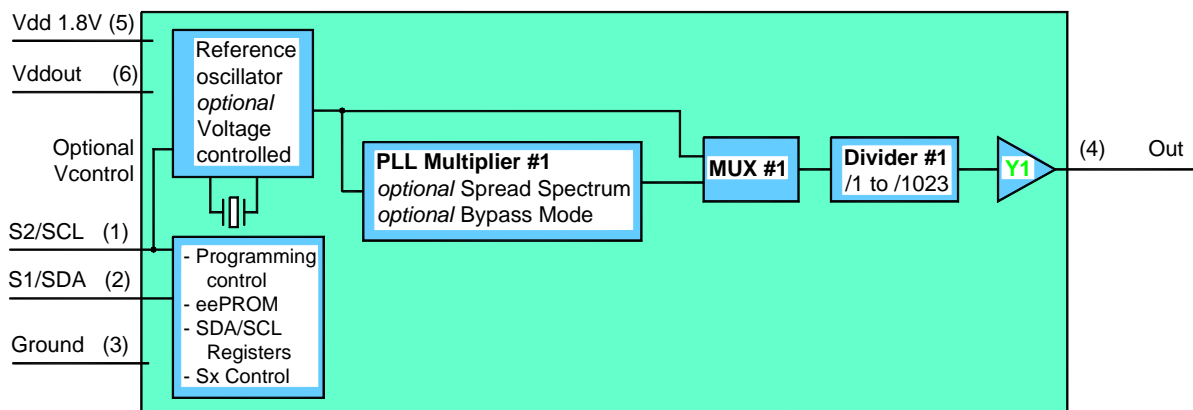 Vdd 1.8V (5)
Vddout (6)
Optional
Vcontrol
S2/SCL (1)
S1/SDA (2)
Ground (3)
Reference
oscillator
optional
Voltage
controlled
- Programming
control
- eePROM
- SDA/SCL
Registers
- Sx Control
PLL Multiplier #1
optional Spread Spectrum
optional Bypass Mode
MUX #1
Divider #1
/1 to /1023
Y1
(4) Out